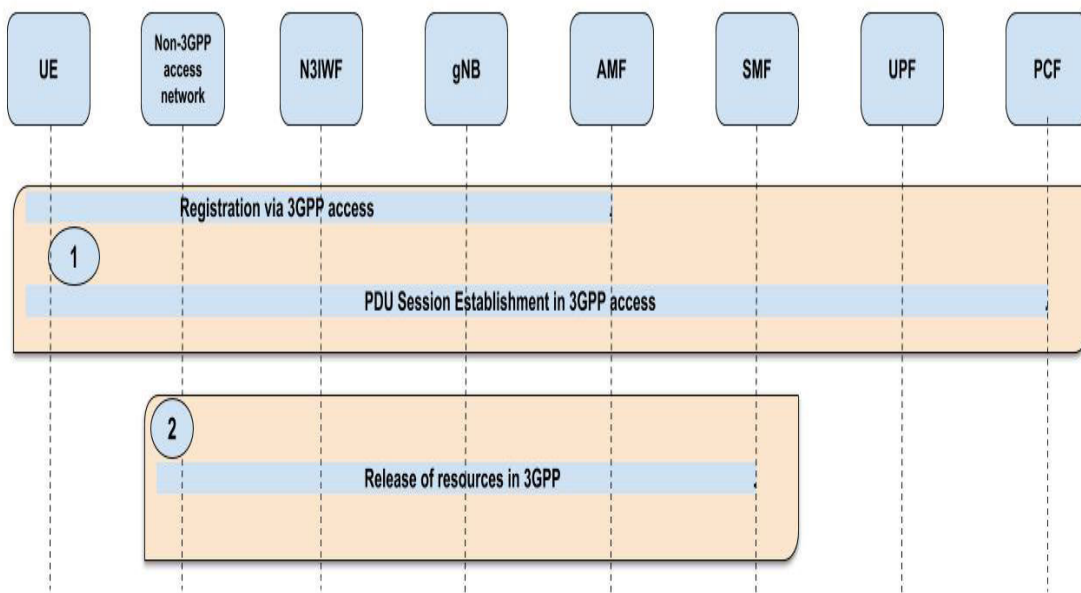 UE
Non-3GPP
access
network
N3IWF
gNB
AMF
SMF
UPF
PCF
Registration via 3GPP access
1
PDU Session Establishment in 3GPP access
2
Release of resources in 3GPP